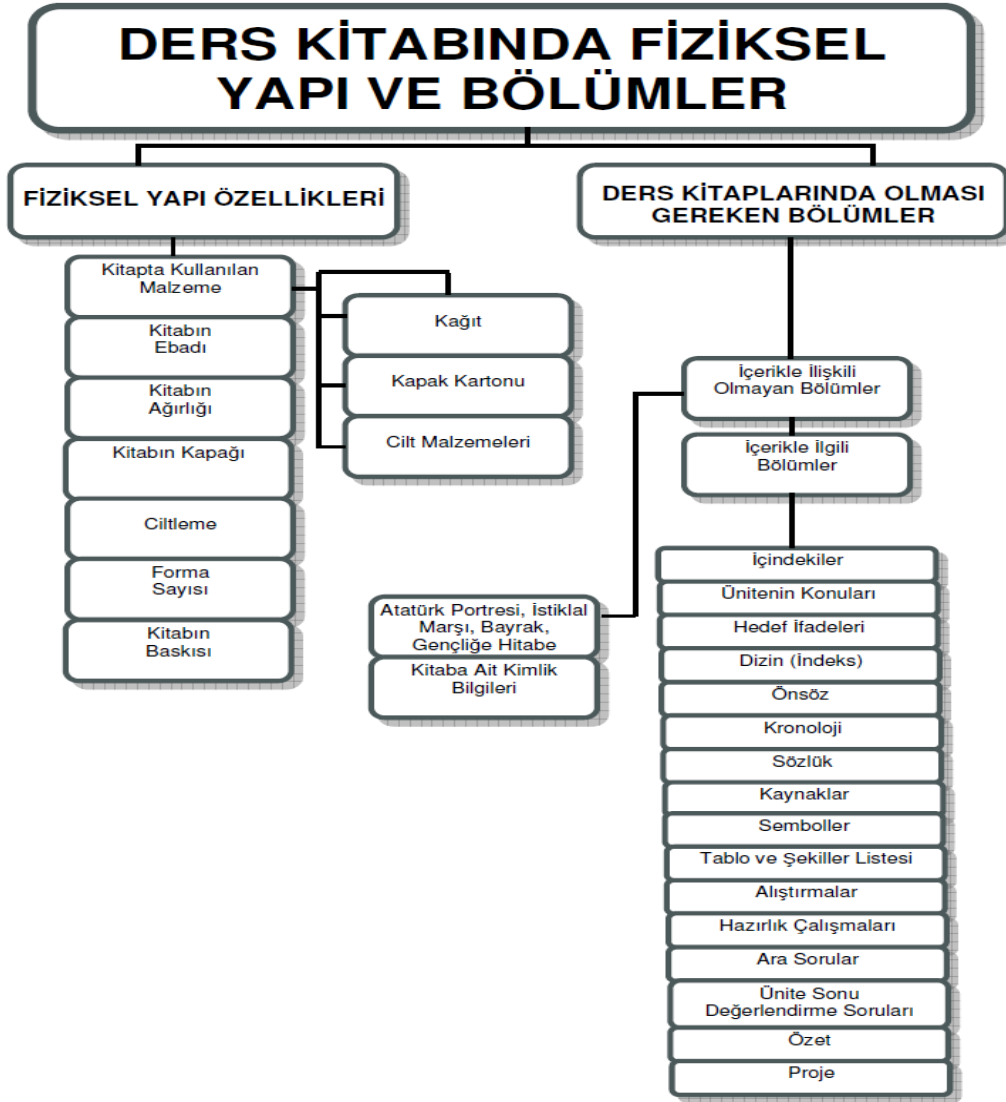 DERS KİTABINDA FİZİKSEL
YAPI VE BÖLÜMLER
FİZİKSEL YAPI ÖZELLİKLERİ
Kitapta Kullanılan
Malzeme
Kitabın
Ebadı
Kitabın
Ağırlığı
Kitabın Kapağı
Ciltleme
Forma
Sayısı
Kitabın
Baskısı
Kağıt
Kapak Kartonu
Cilt Malzemeleri
DERS KİTAPLARINDA OLMASI
GEREKEN BÖLÜMLER
İçerikle İlişkili
Olmayan Bölümler
İçerikle İlgili
Bölümler
Atatürk Portresi, İstiklal
Marşı, Bayrak,
Gençliğe Hitabe
Kitaba Ait Kimlik
Bilgileri
İçindekiler
Ünitenin Konuları
Hedef İfadeleri
Dizin (İndeks)
Önsöz
Kronoloji
Sözlük
Kaynaklar
Semboller
Tablo ve Şekiller Listesi
Alıştırmalar
Hazırlık Çalışmaları
Ara Sorular
Ünite Sonu
Değerlendirme Soruları
Özet
Proje